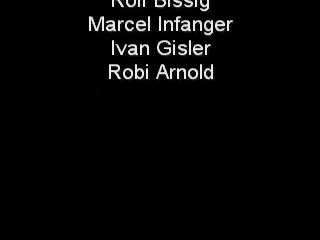 Rolf Bissig
Marcel Infanger
Ivan Gisler
Robi Arnold